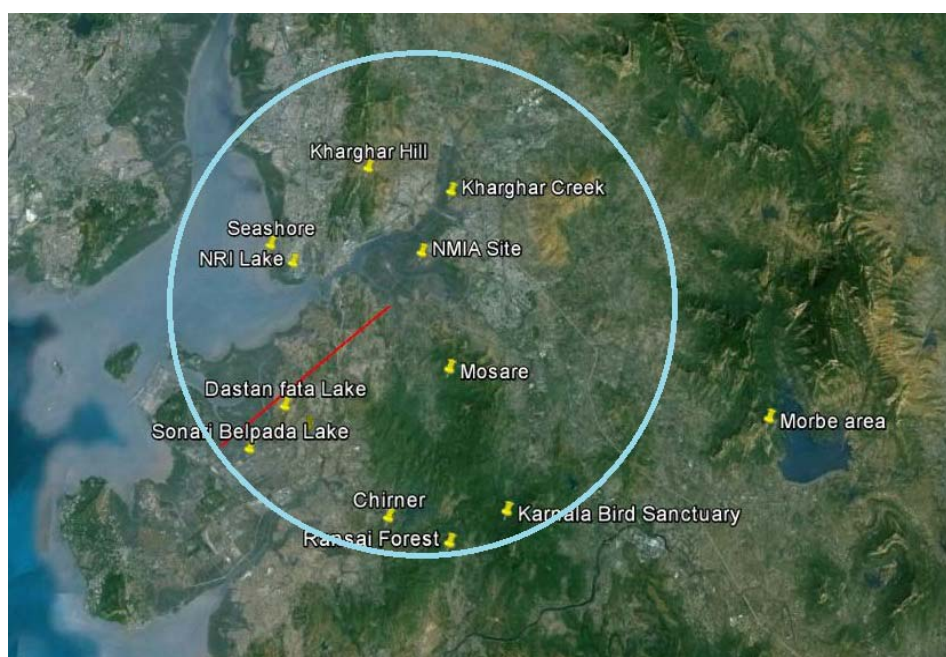 Kharghar Hill
Kharghar Creek
Seashore
NRI Lake
NMIA Site
Mosare
Dastan fata Lake
Morbe area
Sonari Belpada Lake
Chirner
Karnala Bird Sanctuary
Ransai Forest